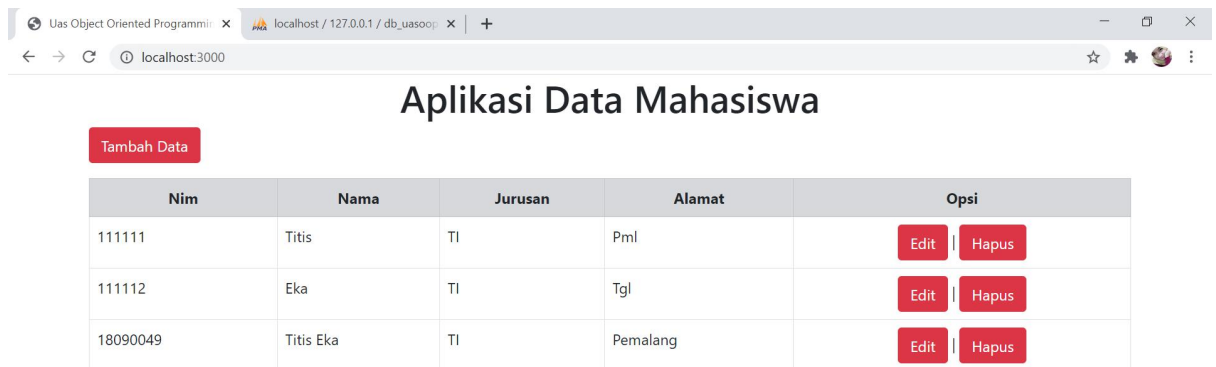 Uas Object Oriented Programmin
localhost / 127.0.0.1 / db_uasoop
localhost:3000
Aplikasi Data Mahasiswa
Tambah Data
Nim Nama Jurusan Alamat Opsi
111111 Titis TI Pml Edit | Hapus
111112 Eka TI Tgl Edit | Hapus
18090049 Titis Eka TI Pemalang Edit | Hapus